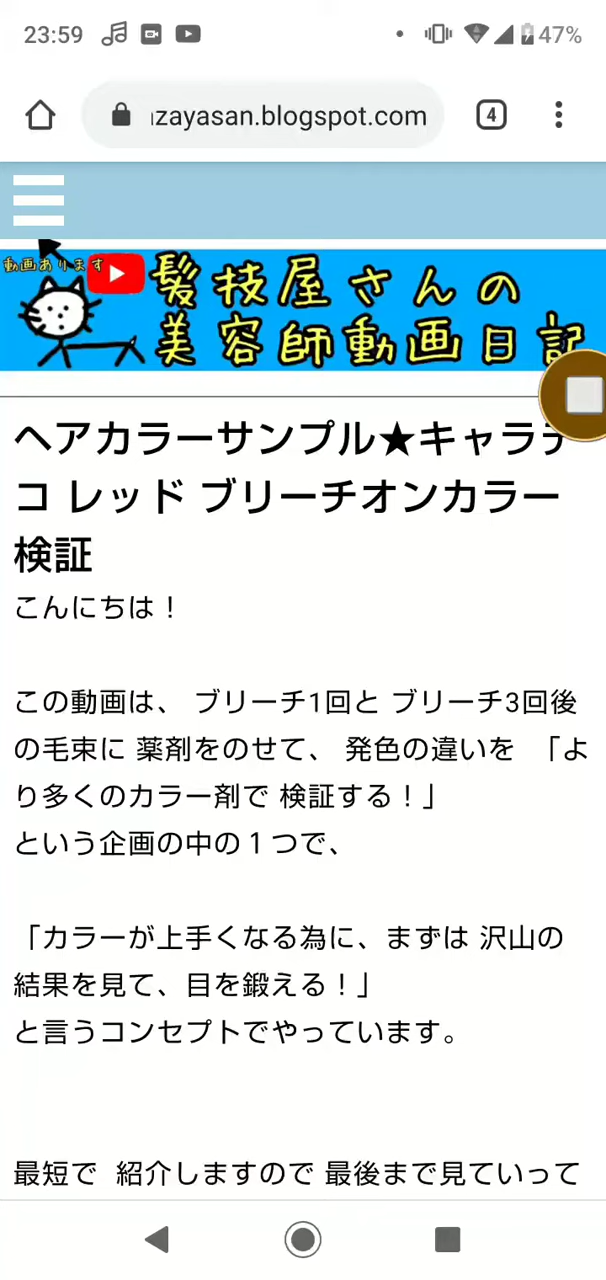 23:59
47%
ızayasan.blogspot.com
4
動画あります
髪技屋さんの
美容師動画日記
ヘアカラーサンプル★キャラデ
コ レッド ブリーチオンカラー
検証
こんにちは！
この動画は、 ブリーチ1回と ブリーチ3回後
の毛束に 薬剤をのせて、 発色の違いを 「よ
り多くのカラー剤で 検証する！」
という企画の中の１つで、
「カラーが上手くなる為に、まずは 沢山の
結果を見て、目を鍛える！」
と言うコンセプトでやっています。
最短で 紹介しますので 最後まで見ていって